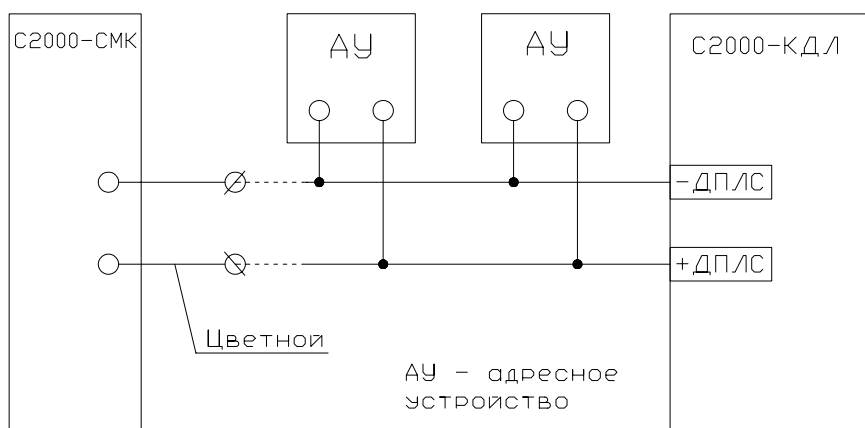 С2000-СМК
АУ
АУ
С2000-КДЛ
-ДПЛС
+ДПЛС
Цветной
АУ - адресное
устройство